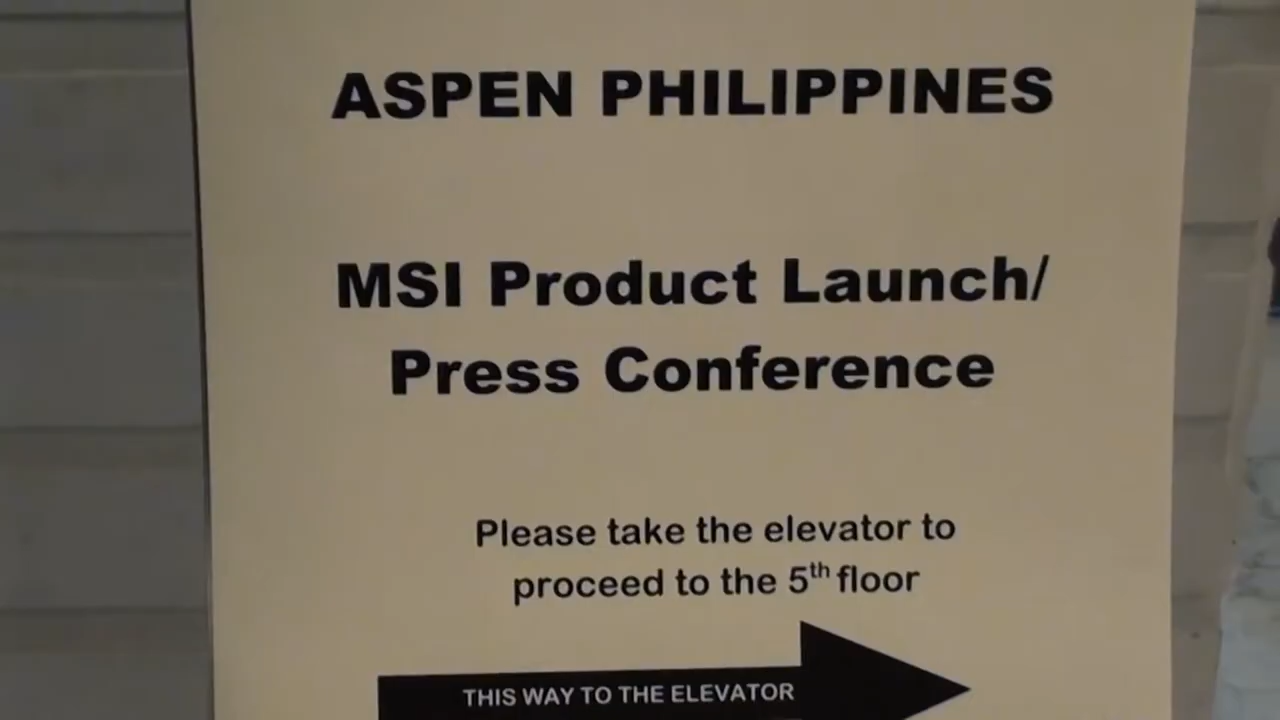 ASPEN PHILIPPINES
MSI Product Launch/
Press Conference
Please take the elevator to
proceed to the 5th floor
THIS WAY TO THE ELEVATOR